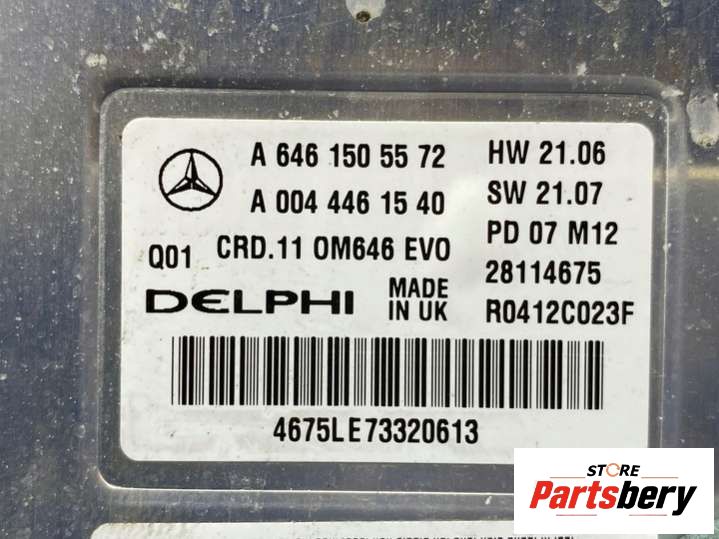 A 646 150 55 72 HW 21.06
A 004 446 15 40 SW 21.07
Q01 CRD.11 OM646 EVO PD 07 M12
DELPHI MADE IN UK 28114675
R0412C023F
4675LE73320613
STORE
Partsbery